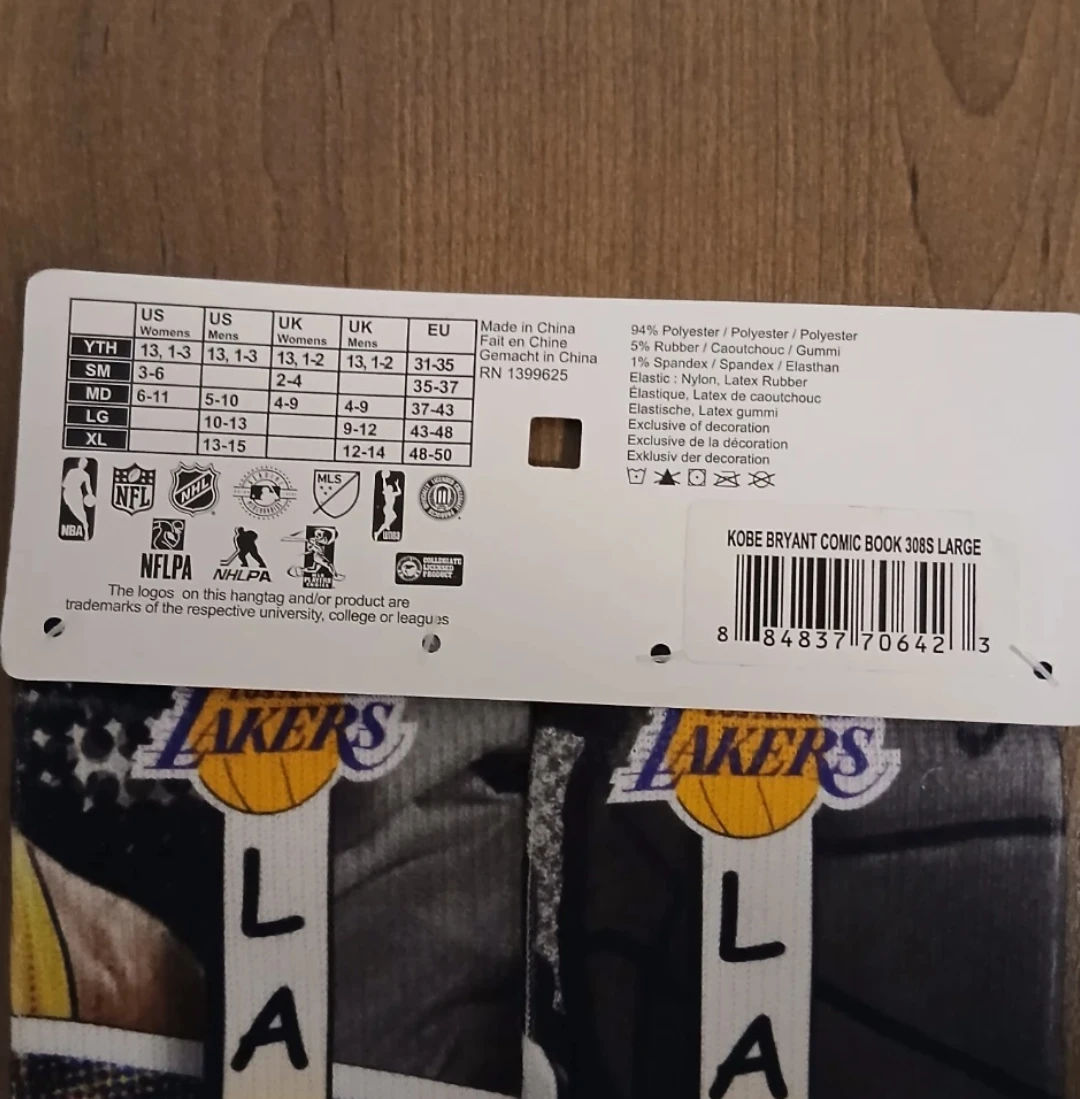 US Womens US Mens UK Womens UK Mens EU
YTH 13, 1-3 13, 1-3 13, 1-2 13, 1-2 31-35
SM 3-6 2-4 35-37
MD 6-11 5-10 4-9 4-9 37-43
LG 10-13 9-12 43-48
XL 13-15 12-14 48-50
Made in China
Fait en Chine
Gemacht in China
RN 1399625
94% Polyester / Polyester / Polyester
5% Rubber / Caoutchouc / Gummi
1% Spandex / Spandex / Elasthan
Elastic : Nylon, Latex Rubber
Élastique, Latex de caoutchouc
Elastische, Latex gummi
Exclusive of decoration
Exclusive de la décoration
Exklusiv der decoration
NBA NFL NHL MLS WNBA
NFLPA NHLPA MLB PLAYERS COLLEGIATE LICENSED PRODUCT
The logos on this hangtag and/or product are
trademarks of the respective university, college or leagues
KOBE BRYANT COMIC BOOK 308S LARGE
8 84837 70642 3
LAKERS LAKERS
L L
A A